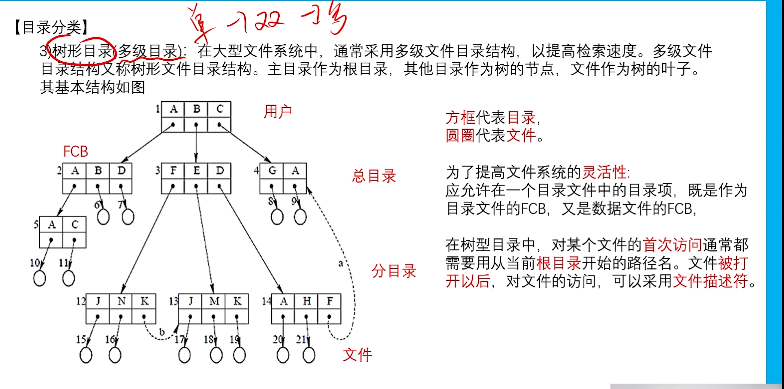 【目录分类】
单 一级 一号
3)树形目录(多级目录)：在大型文件系统中，通常采用多级文件目录结构，以提高检索速度。多级文件
目录结构又称树形文件目录结构。主目录作为根目录，其他目录作为树的节点，文件作为树的叶子。
其基本结构如图
1 A B C
用户
FCB
2 A B D
3 F E D
4 G A
总目录
6 7
8 9
5 A C
10 11
a
分目录
12 J N K
13 J M K
14 A H F
b
15 16
17 18 19
20 21
文件
方框代表目录，
圆圈代表文件。
为了提高文件系统的灵活性:
应允许在一个目录文件中的目录项，既是作为
目录文件的FCB，又是数据文件的FCB，
在树型目录中，对某个文件的首次访问通常都
需要用从当前根目录开始的路径名。文件被打
开以后，对文件的访问，可以采用文件描述符。